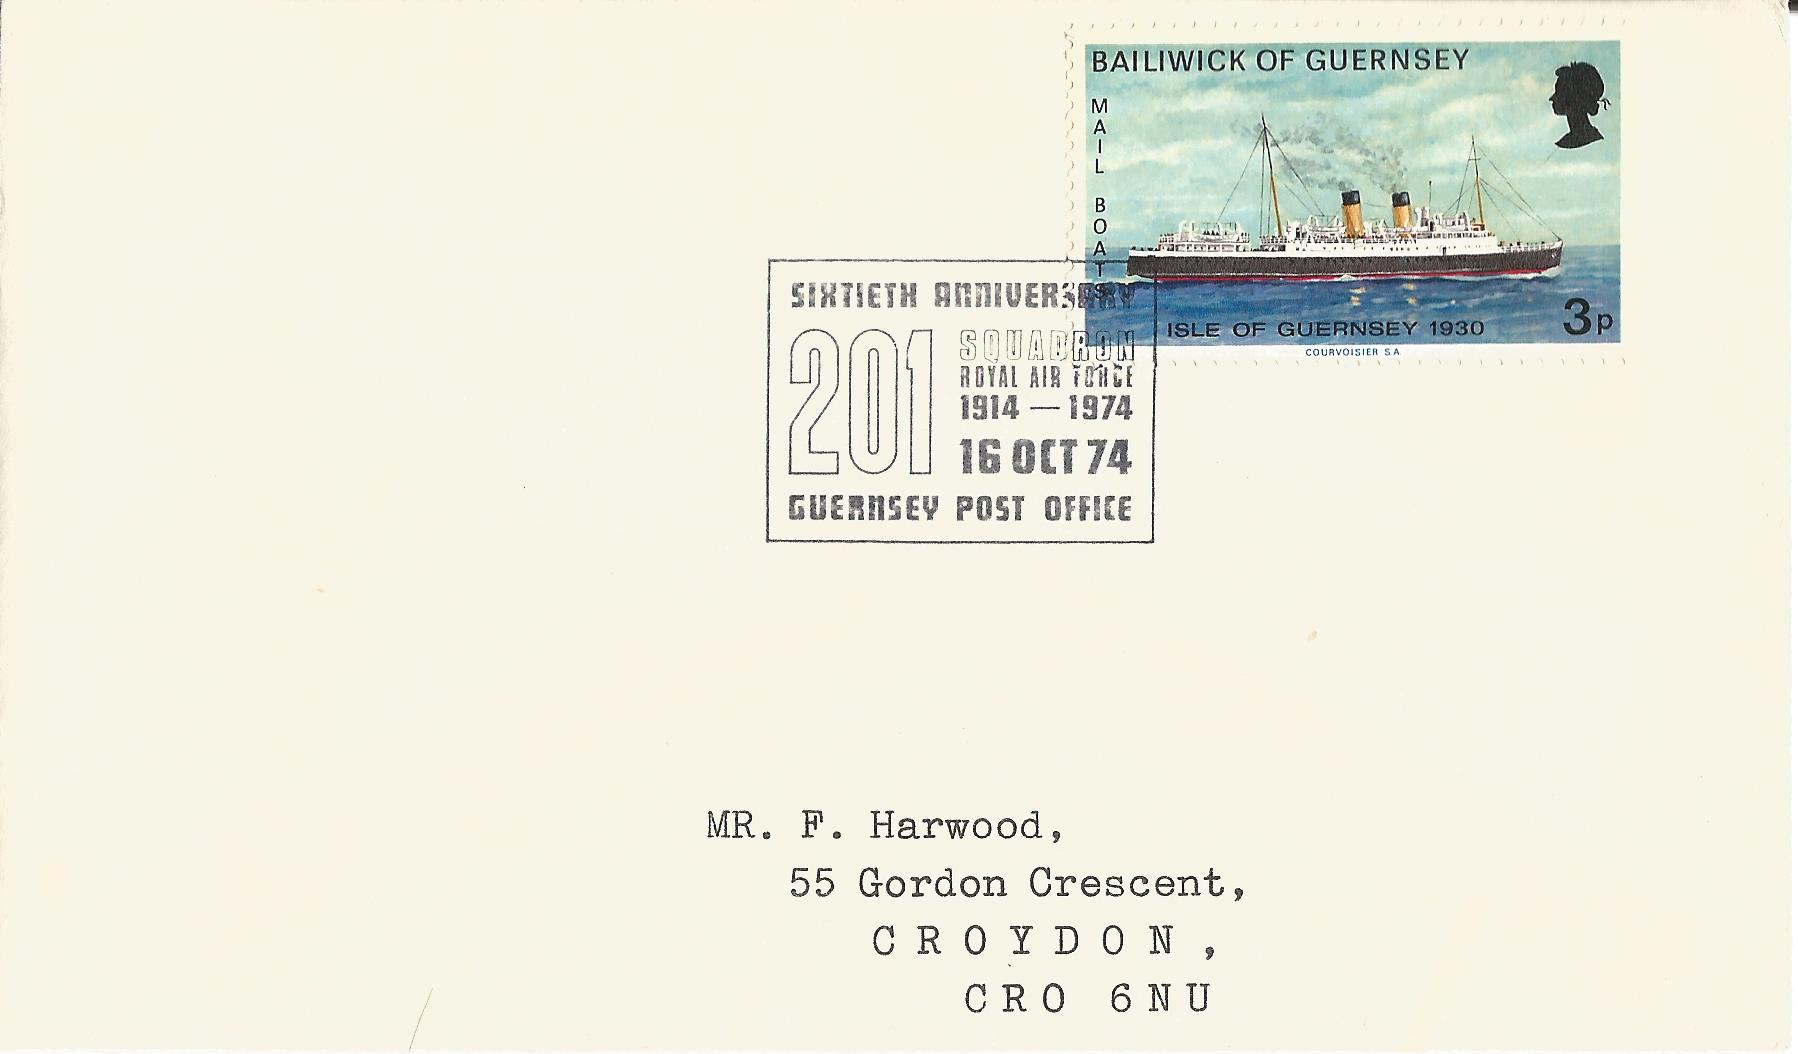 BAILIWICK OF GUERNSEY
MAIL BOATS
ISLE OF GUERNSEY 1930
3p
COURVOISIER S.A.
SIXTIETH ANNIVERSARY
201
SQUADRON
ROYAL AIR FORCE
1914 — 1974
16 OCT 74
GUERNSEY POST OFFICE
MR. F. Harwood,
55 Gordon Crescent,
CROYDON,
CRO 6NU